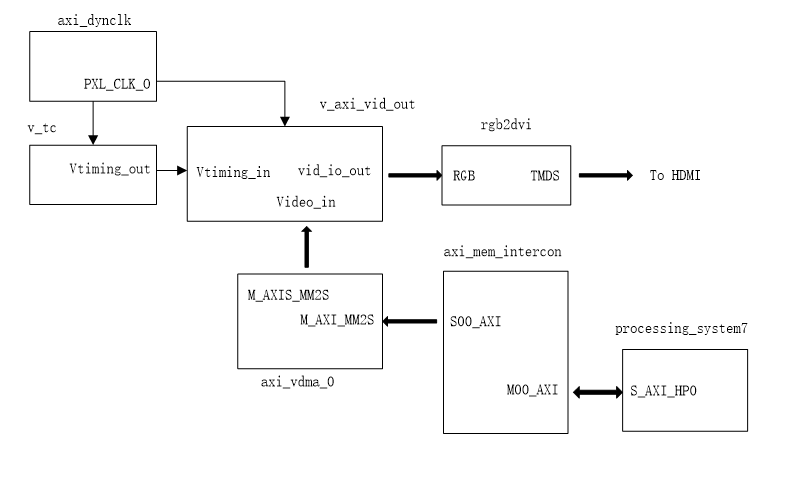 axi_dynclk
PXL_CLK_O
v_axi_vid_out
v_tc
rgb2dvi
Vtiming_out
Vtiming_in
vid_io_out
Video_in
RGB
TMDS
To HDMI
axi_mem_intercon
M_AXIS_MM2S
M_AXI_MM2S
S00_AXI
processing_system7
axi_vdma_0
M00_AXI
S_AXI_HP0